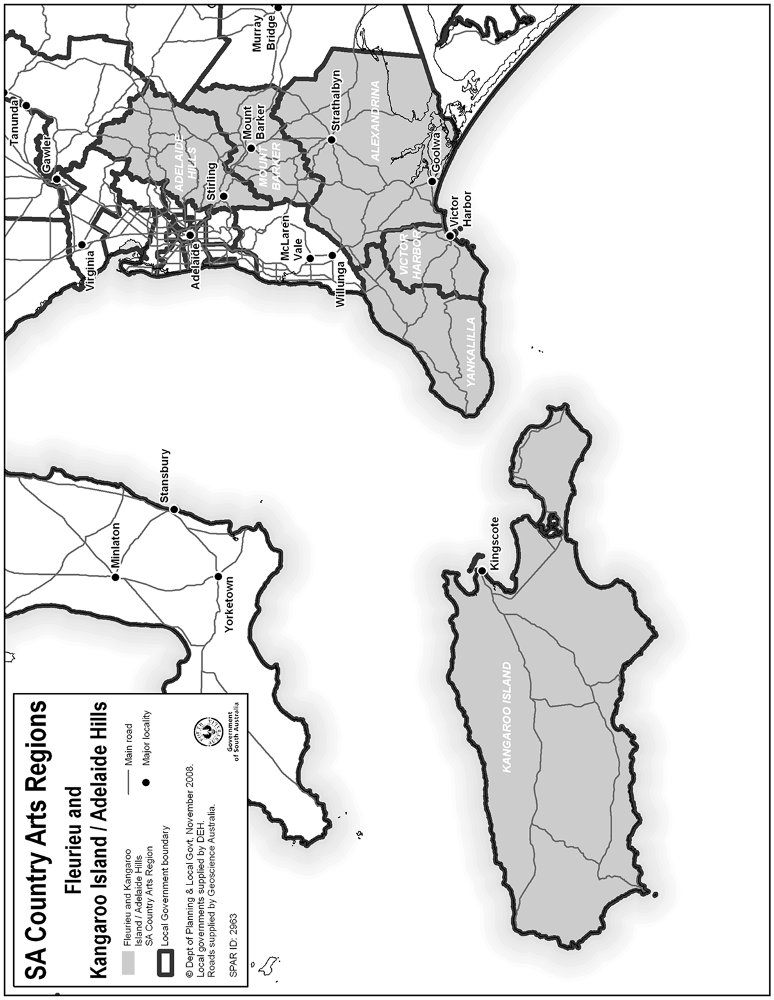 SA Country Arts Regions
Fleurieu and
Kangaroo Island / Adelaide Hills
Fleurieu and Kangaroo
Island / Adelaide Hills
SA Country Arts Region
Local Government boundary
Main road
Major locality
© Dept of Planning & Local Govt, November 2008.
Local governments supplied by DEH.
Roads supplied by Geoscience Australia.
SPAR ID: 2963
Government
of South Australia
Minlaton
Stansbury
Yorketown
Kingscote
KANGAROO ISLAND
Tanunda
Gawler
Virginia
Adelaide
ADELAIDE
HILLS
Stirling
Murray
Bridge
Mount
Barker
MOUNT
BARKER
McLaren
Vale
Willunga
Strathalbyn
ALEXANDRINA
Goolwa
Victor
Harbor
VICTOR
HARBOR
YANKALILLA